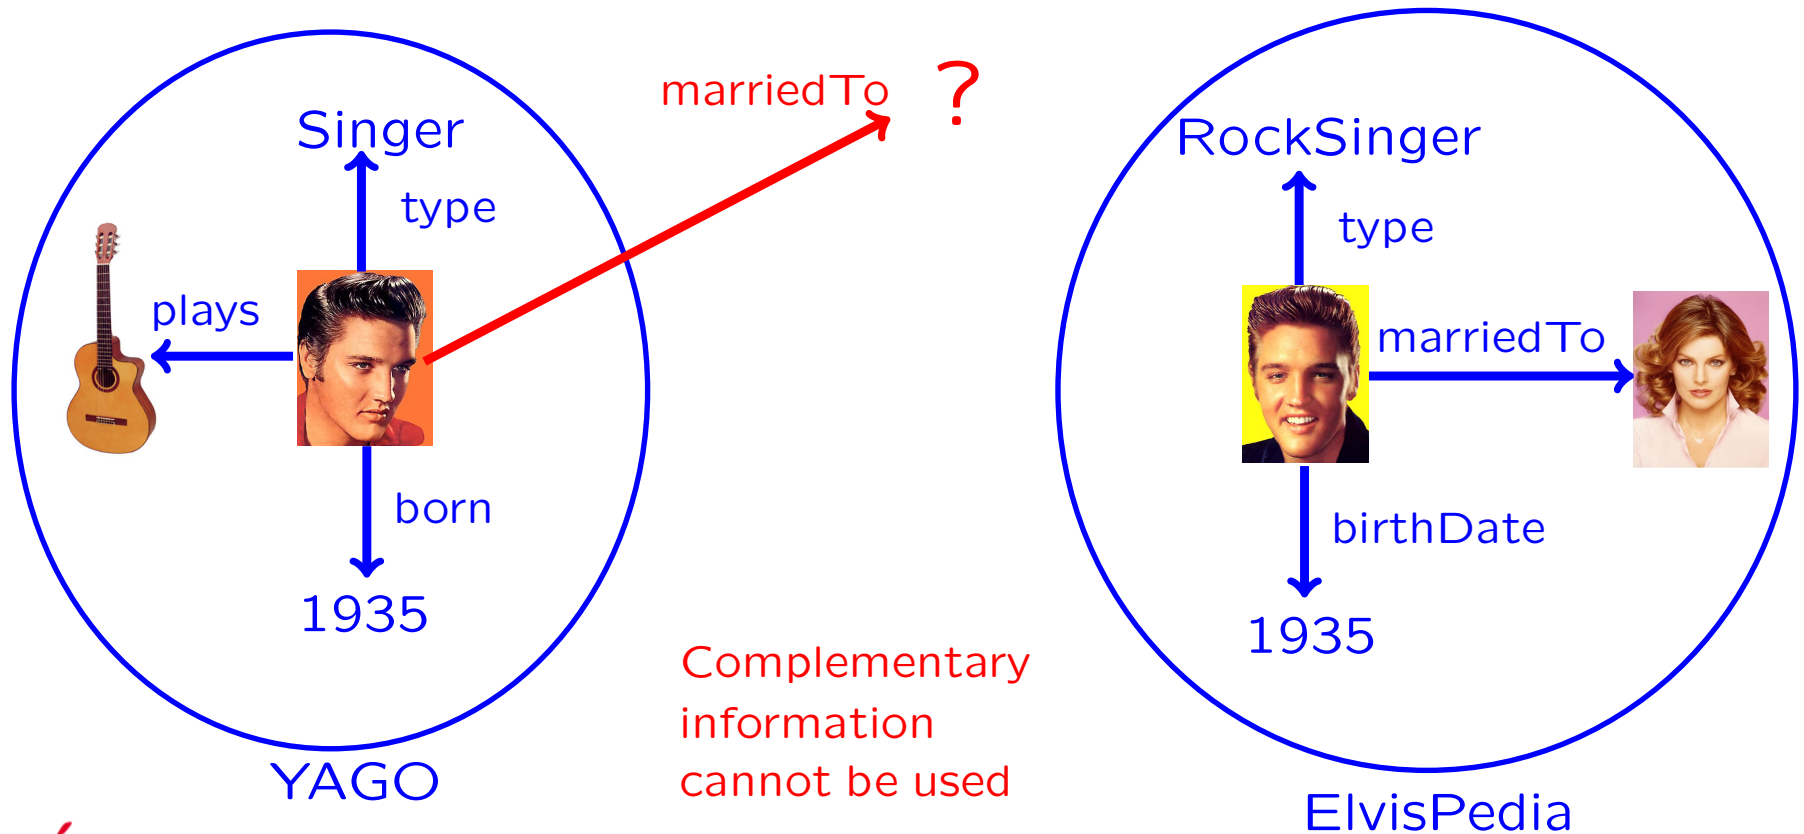 marriedTo ?
Singer
type
plays
born
1935
YAGO
Complementary
information
cannot be used
RockSinger
type
marriedTo
birthDate
1935
ElvisPedia